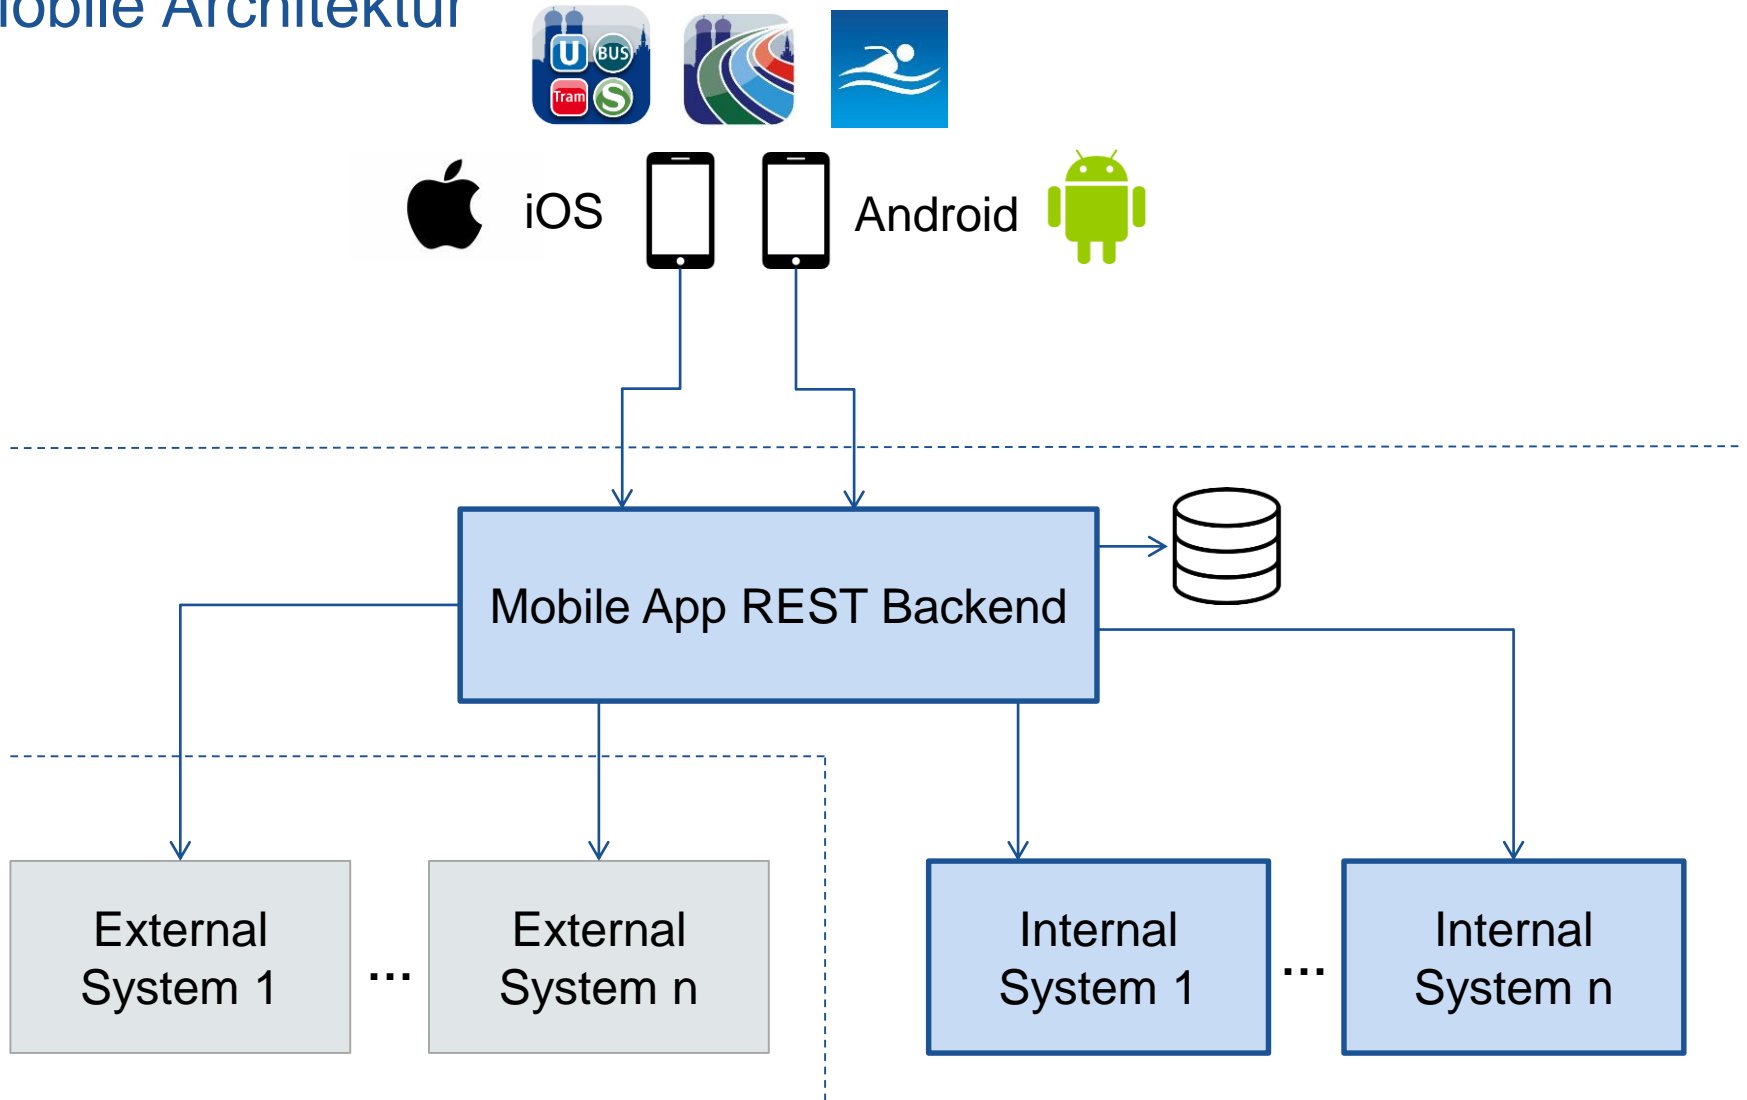 Mobile Architektur
U BUS
Tram S
iOS
Android
Mobile App REST Backend
External
System 1
...
External
System n
Internal
System 1
...
Internal
System n